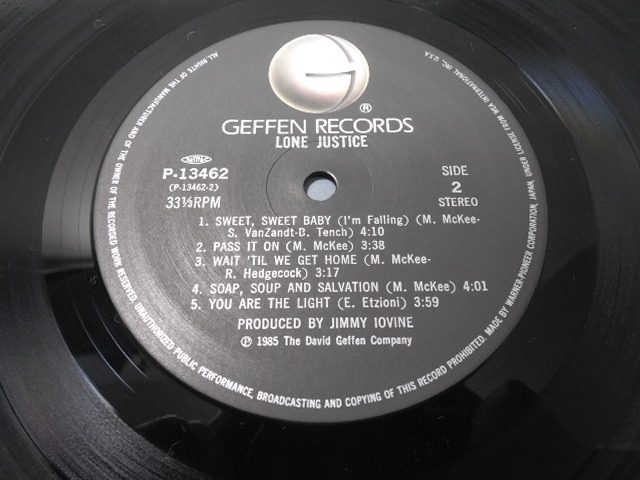 ®
GEFFEN RECORDS
LONE JUSTICE
JASRAC
P-13462
(P-13462-2)
33⅓RPM
SIDE
2
STEREO
1. SWEET, SWEET BABY (I'm Falling) (M. McKee-
S. VanZandt-B. Tench) 4:10
2. PASS IT ON (M. McKee) 3:38
3. WAIT 'TIL WE GET HOME (M. McKee-
R. Hedgecock) 3:17
4. SOAP, SOUP AND SALVATION (M. McKee) 4:01
5. YOU ARE THE LIGHT (E. Etzioni) 3:59
PRODUCED BY JIMMY IOVINE
℗ 1985 The David Geffen Company
ALL RIGHTS OF THE MANUFACTURER AND OF THE OWNER OF THE RECORDED WORK RESERVED. UNAUTHORIZED PUBLIC PERFORMANCE, BROADCASTING AND COPYING OF THIS RECORD PROHIBITED. MADE BY WARNER-PIONEER CORPORATION, JAPAN, UNDER LICENSE FROM WEA INTERNATIONAL INC., U.S.A.